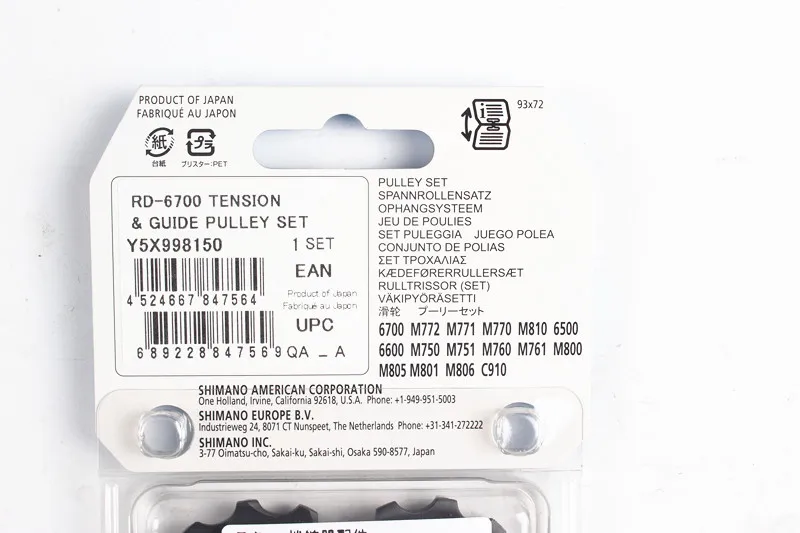 PRODUCT OF JAPAN
FABRIQUÉ AU JAPON
93x72
紙
プラ
台紙
ブリスター:PET
RD-6700 TENSION
& GUIDE PULLEY SET
Y5X998150 1 SET
EAN
4 524667 847564
Product of Japan
Fabriqué au Japon
UPC
6 89228 84756 9 QA _ A
PULLEY SET
SPANNROLLENSATZ
OPHANGSYSTEEM
JEU DE POULIES
SET PULEGGIA JUEGO POLEA
CONJUNTO DE POLIAS
ΣΕΤ ΤΡΟΧΑΛΙΑΣ
KÆDEFØRERRULLERSÆT
RULLTRISSOR (SET)
VÄKIPYÖRÄSETTI
滑轮 プーリーセット
6700 M772 M771 M770 M810 6500
6600 M750 M751 M760 M761 M800
M805 M801 M806 C910
SHIMANO AMERICAN CORPORATION
One Holland, Irvine, California 92618, U.S.A. Phone: +1-949-951-5003
SHIMANO EUROPE B.V.
Industrieweg 24, 8071 CT Nunspeet, The Netherlands Phone: +31-341-272222
SHIMANO INC.
3-77 Oimatsu-cho, Sakai-ku, Sakai-shi, Osaka 590-8577, Japan